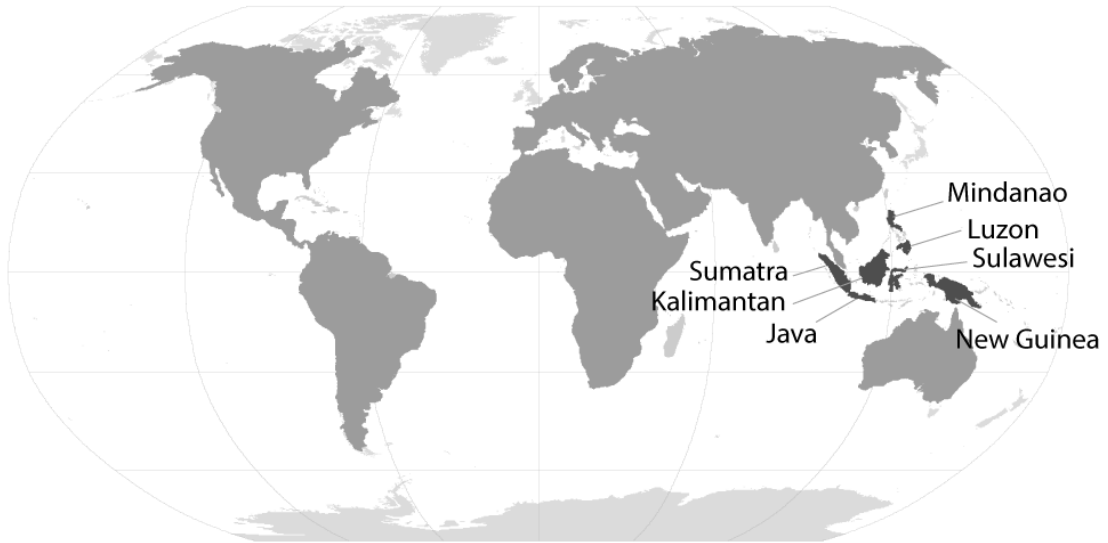 Mindanao
Luzon
Sulawesi
Sumatra
Kalimantan
Java
New Guinea